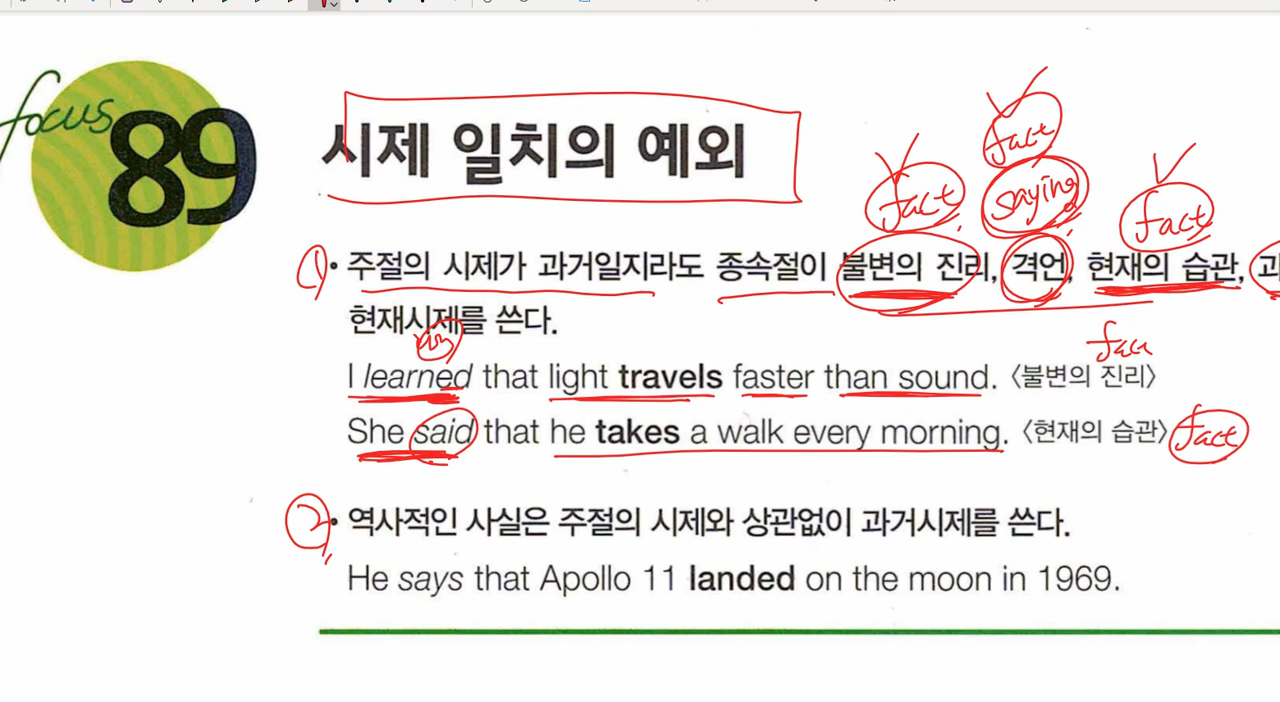 focus 89
시제 일치의 예외
fact
fact saying fact
① • 주절의 시제가 과거일지라도 종속절이 불변의 진리, 격언, 현재의 습관, 과
현재시제를 쓴다.
I learned that light travels faster than sound. 〈불변의 진리〉
She said that he takes a walk every morning. 〈현재의 습관〉 fact
② • 역사적인 사실은 주절의 시제와 상관없이 과거시제를 쓴다.
He says that Apollo 11 landed on the moon in 1969.